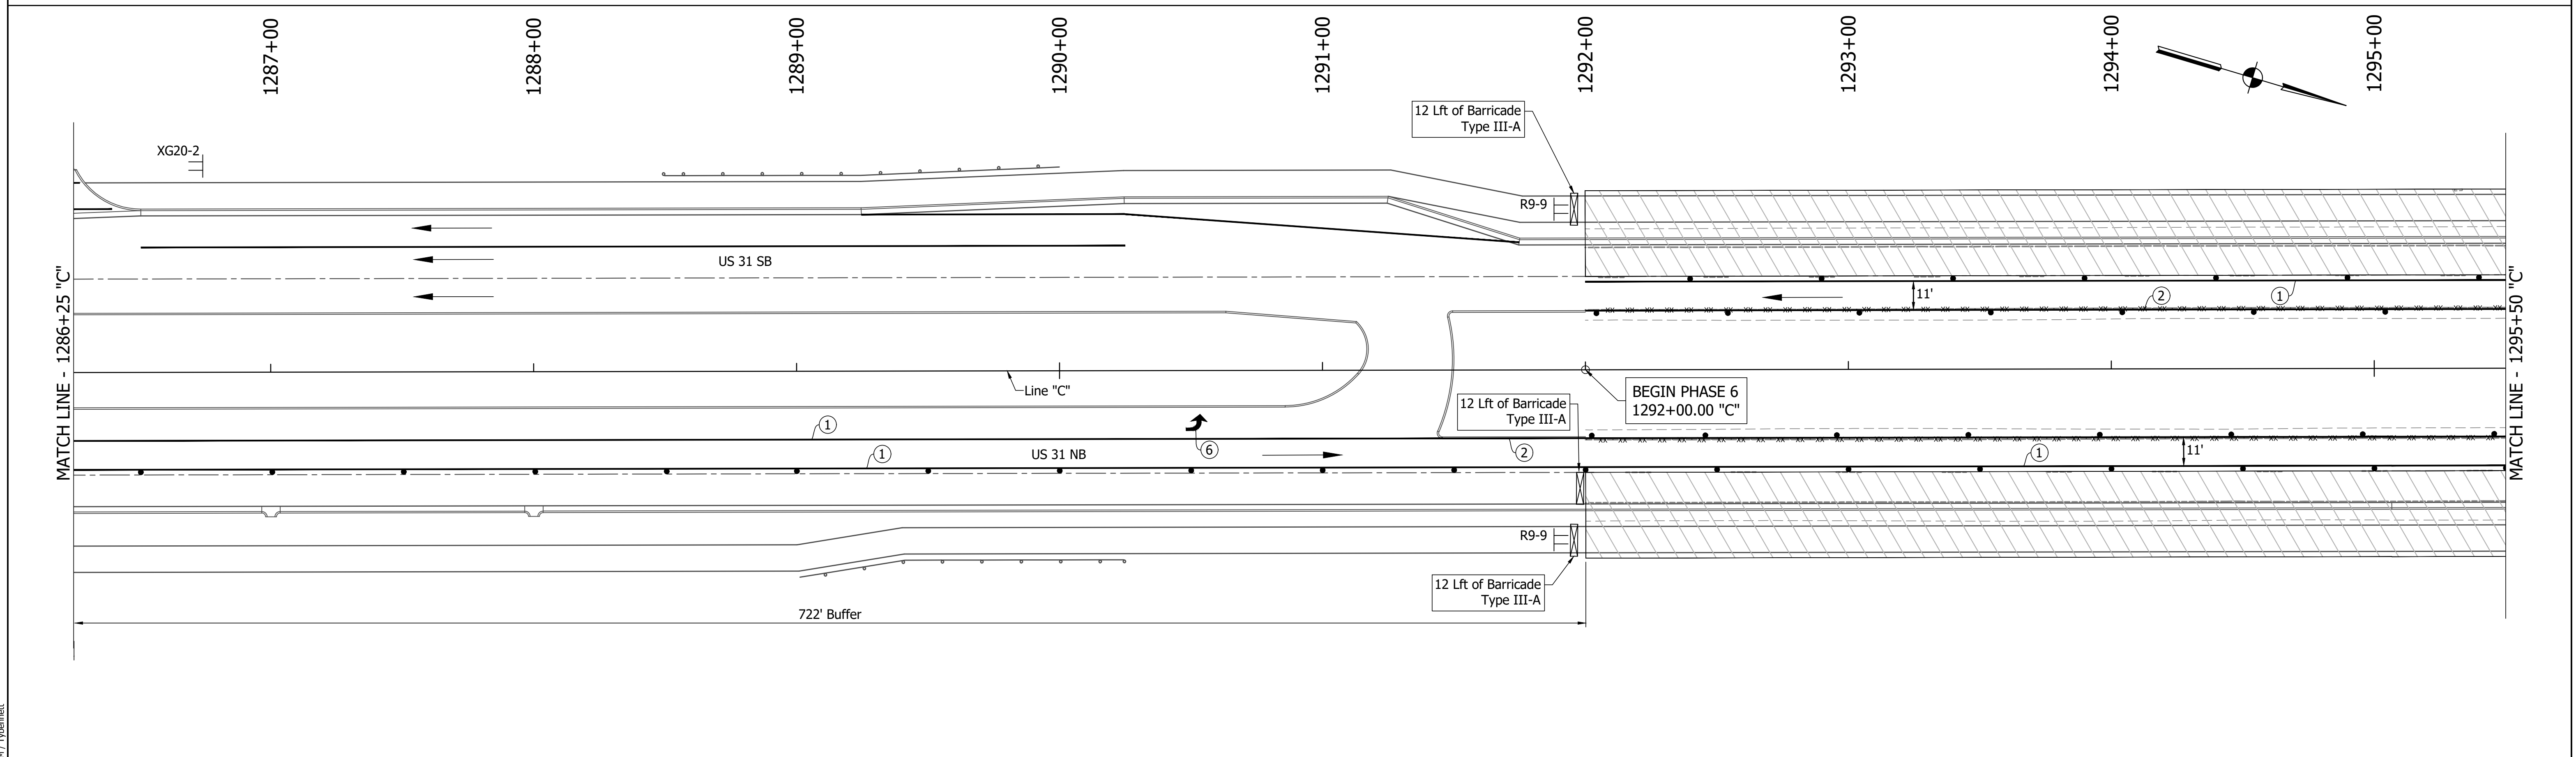 1287+00
1288+00
1289+00
1290+00
1291+00
1292+00
1293+00
1294+00
1295+00
12 Lft of Barricade
Type III-A
XG20-2
R9-9
US 31 SB
11'
2
1
MATCH LINE - 1286+25 "C"
MATCH LINE - 1295+50 "C"
Line "C"
BEGIN PHASE 6
1292+00.00 "C"
12 Lft of Barricade
Type III-A
1
6
1
US 31 NB
2
1
11'
R9-9
12 Lft of Barricade
Type III-A
722' Buffer